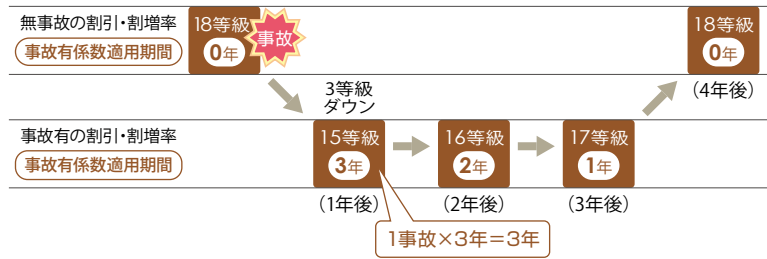 無事故の割引・割増率
事故有係数適用期間
18等級
0年
事故
18等級
0年
(4年後)
3等級
ダウン
事故有の割引・割増率
事故有係数適用期間
15等級
3年
16等級
2年
17等級
1年
(1年後)
(2年後)
(3年後)
1事故×3年=3年